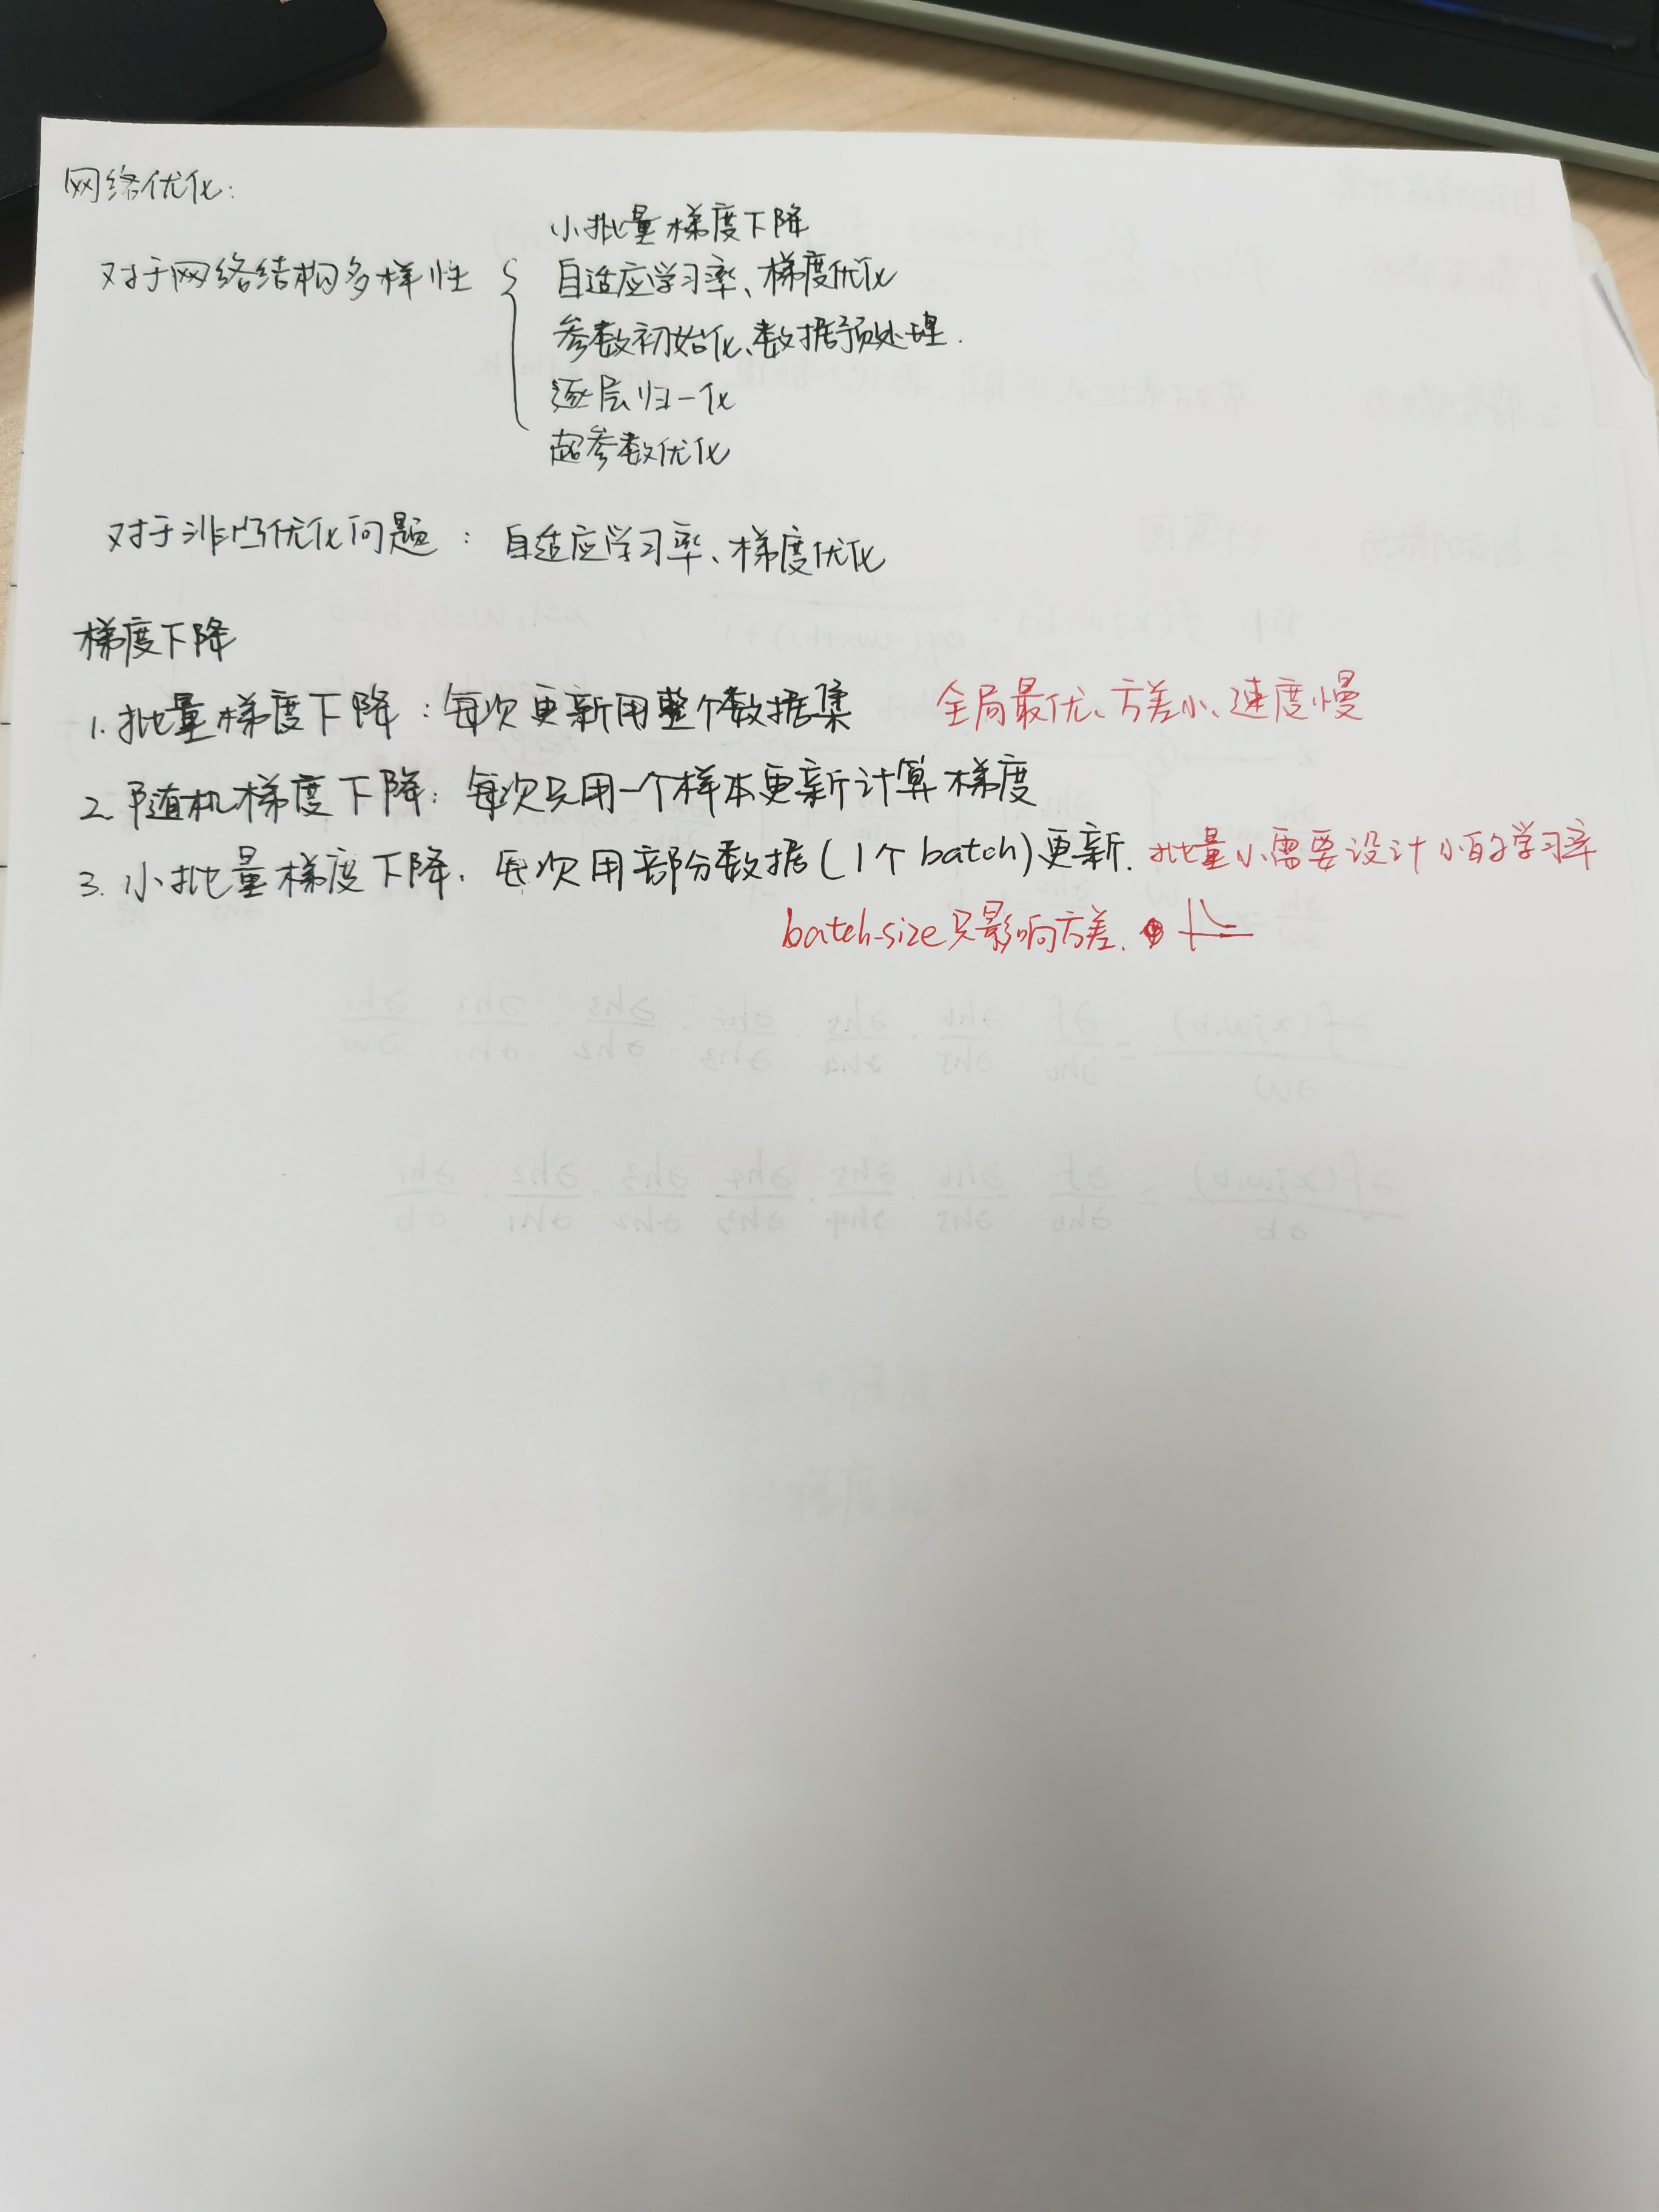 网络优化:
小批量梯度下降
对于网络结构多样性 { 自适应学习率、梯度优化
参数初始化、数据预处理.
逐层归一化
超参数优化
对于非凸优化问题: 自适应学习率、梯度优化
梯度下降
1. 批量梯度下降:每次更新用整个数据集 全局最优、方差小、速度慢
2. 随机梯度下降: 每次只用一个样本更新计算梯度
3. 小批量梯度下降. 每次用部分数据(1个batch)更新. 批量小需要设计小的学习率
batch-size只影响方差.